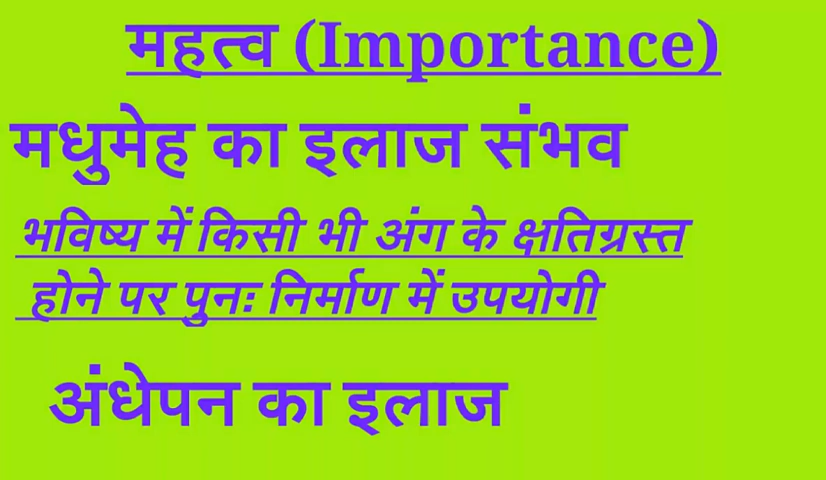 महत्व (Importance)
मधुमेह का इलाज संभव
भविष्य में किसी भी अंग के क्षतिग्रस्त
होने पर पुनः निर्माण में उपयोगी
अंधेपन का इलाज